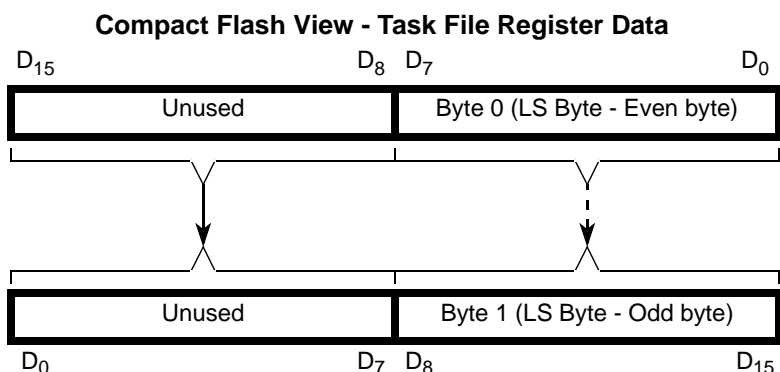 Compact Flash View - Task File Register Data
D15 D8 D7 D0
Unused Byte 0 (LS Byte - Even byte)
Unused Byte 1 (LS Byte - Odd byte)
D0 D7 D8 D15